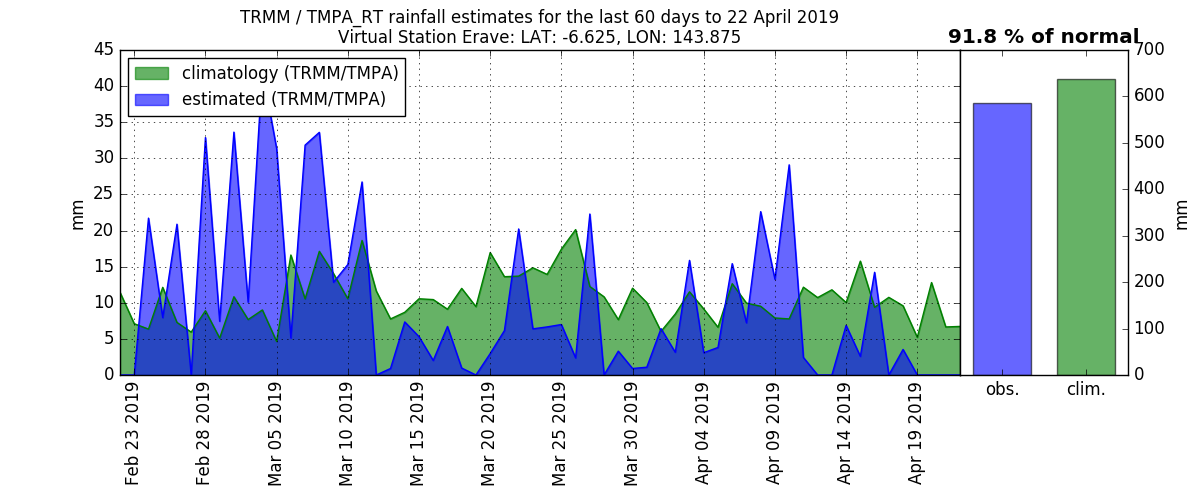 TRMM / TMPA_RT rainfall estimates for the last 60 days to 22 April 2019
Virtual Station Erave: LAT: -6.625, LON: 143.875
91.8 % of normal
climatology (TRMM/TMPA)
estimated (TRMM/TMPA)
mm
45
40
35
30
25
20
15
10
5
0
Feb 23 2019
Feb 28 2019
Mar 05 2019
Mar 10 2019
Mar 15 2019
Mar 20 2019
Mar 25 2019
Mar 30 2019
Apr 04 2019
Apr 09 2019
Apr 14 2019
Apr 19 2019
700
600
500
400
300
200
100
0
mm
obs.
clim.